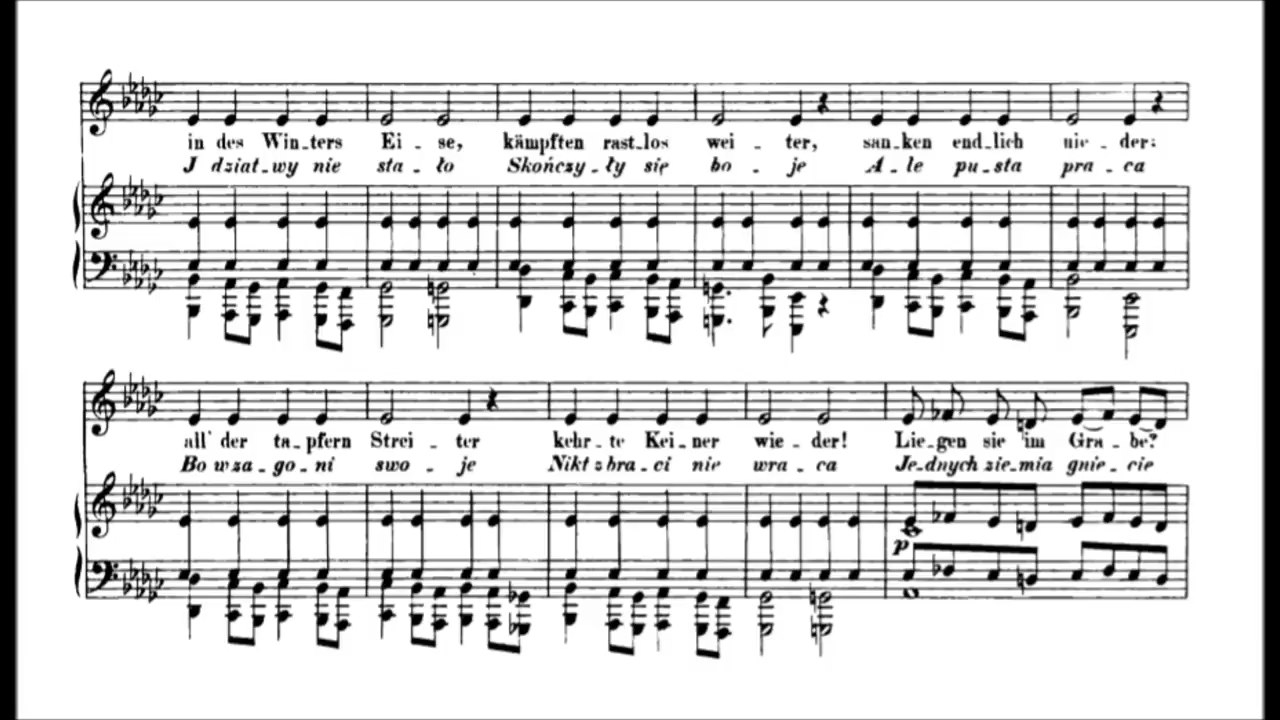 in des Win-ters Ei - se, kämpften rast-los wei - ter, san-ken end-lich nie - der:
J dziat-wy nie sta - ło Skończy-ły się bo - je A-le pu-sta pra - ca
all' der ta-pfern Strei - ter kehr-te Kei-ner wie - der! Lie-gen sie im Gra-be?
Bo wza-go-ni swo - je Nikt zbra-ci nie wra - ca Je-dnych zie-mia gnie-cie
p